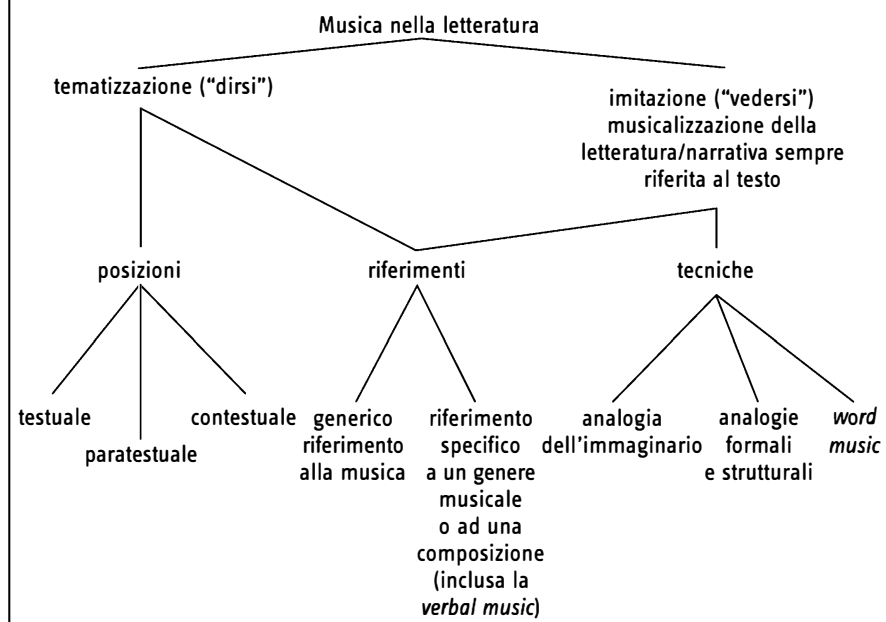 Musica nella letteratura
tematizzazione (“dirsi”)
imitazione (“vedersi”)
musicalizzazione della
letteratura/narrativa sempre
riferita al testo
posizioni
riferimenti
tecniche
testuale
paratestuale
contestuale
generico
riferimento
alla musica
riferimento
specifico
a un genere
musicale
o ad una
composizione
(inclusa la
verbal music)
analogia
dell’immaginario
analogie
formali
e strutturali
word
music